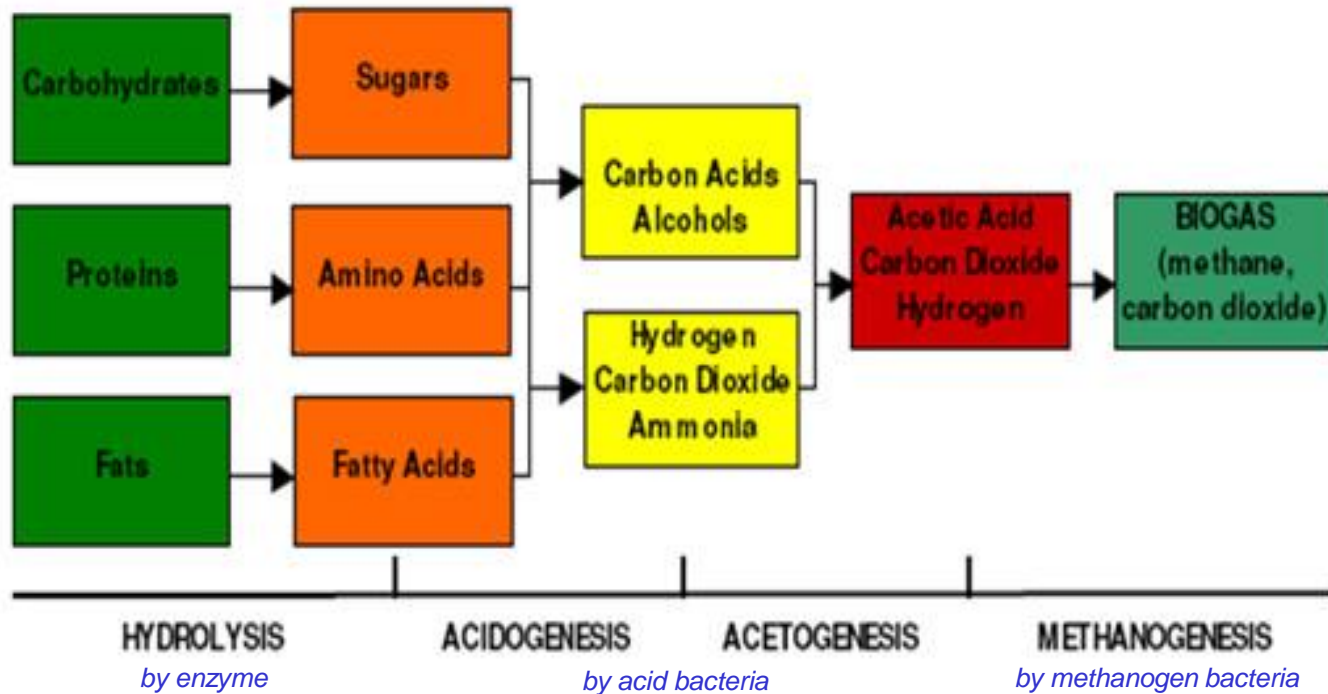 Carbohydrates
Sugars
Carbon Acids
Alcohols
Proteins
Amino Acids
Acetic Acid
Carbon Dioxide
Hydrogen
BIOGAS
(methane,
carbon dioxide)
Hydrogen
Carbon Dioxide
Ammonia
Fats
Fatty Acids
HYDROLYSIS
ACIDOGENESIS
ACETOGENESIS
METHANOGENESIS
by enzyme
by acid bacteria
by methanogen bacteria